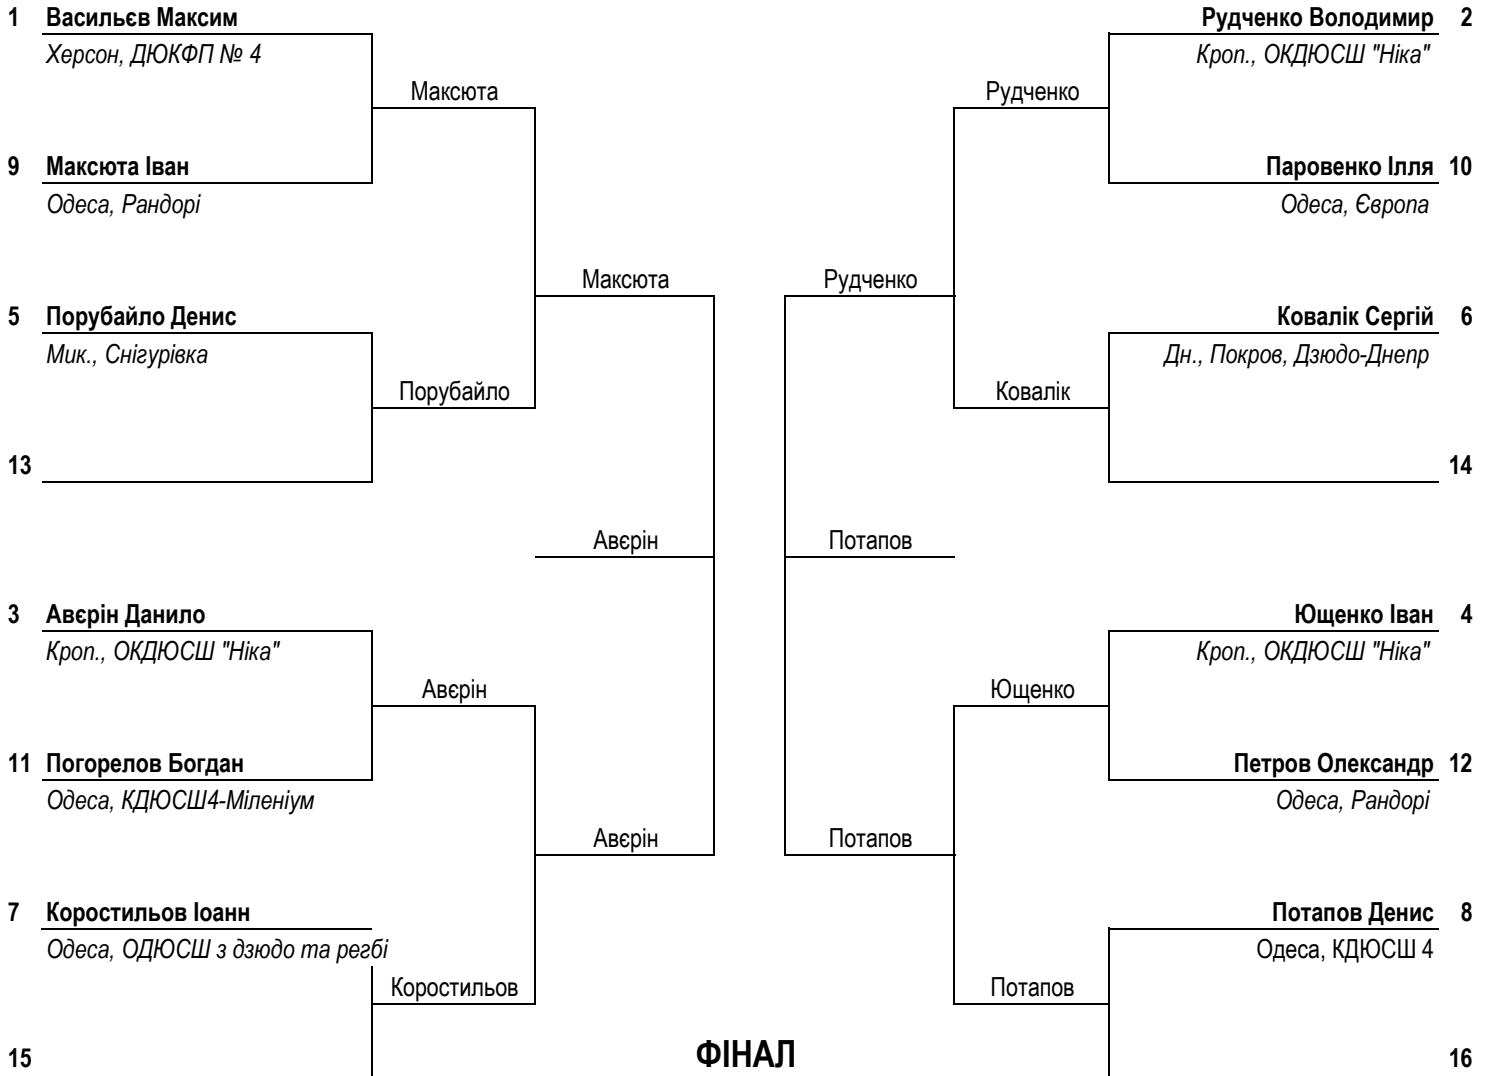 1 Васильєв Максим
Херсон, ДЮКФП № 4
Максюта
9 Максюта Іван
Одеса, Рандорі
Максюта
5 Порубайло Денис
Мик., Снігурівка
Порубайло
13
Авєрін
3 Авєрін Данило
Кроп., ОКДЮСШ "Ніка"
Авєрін
11 Погорелов Богдан
Одеса, КДЮСШ4-Міленіум
Авєрін
7 Коростильов Іоанн
Одеса, ОДЮСШ з дзюдо та регбі
Коростильов
15
Рудченко Володимир 2
Кроп., ОКДЮСШ "Ніка"
Рудченко
Паровенко Ілля 10
Одеса, Європа
Рудченко
Ковалік Сергій 6
Дн., Покров, Дзюдо-Днепр
Ковалік
14
Потапов
Ющенко Іван 4
Кроп., ОКДЮСШ "Ніка"
Ющенко
Петров Олександр 12
Одеса, Рандорі
Потапов
Потапов Денис 8
Одеса, КДЮСШ 4
Потапов
16
ФІНАЛ